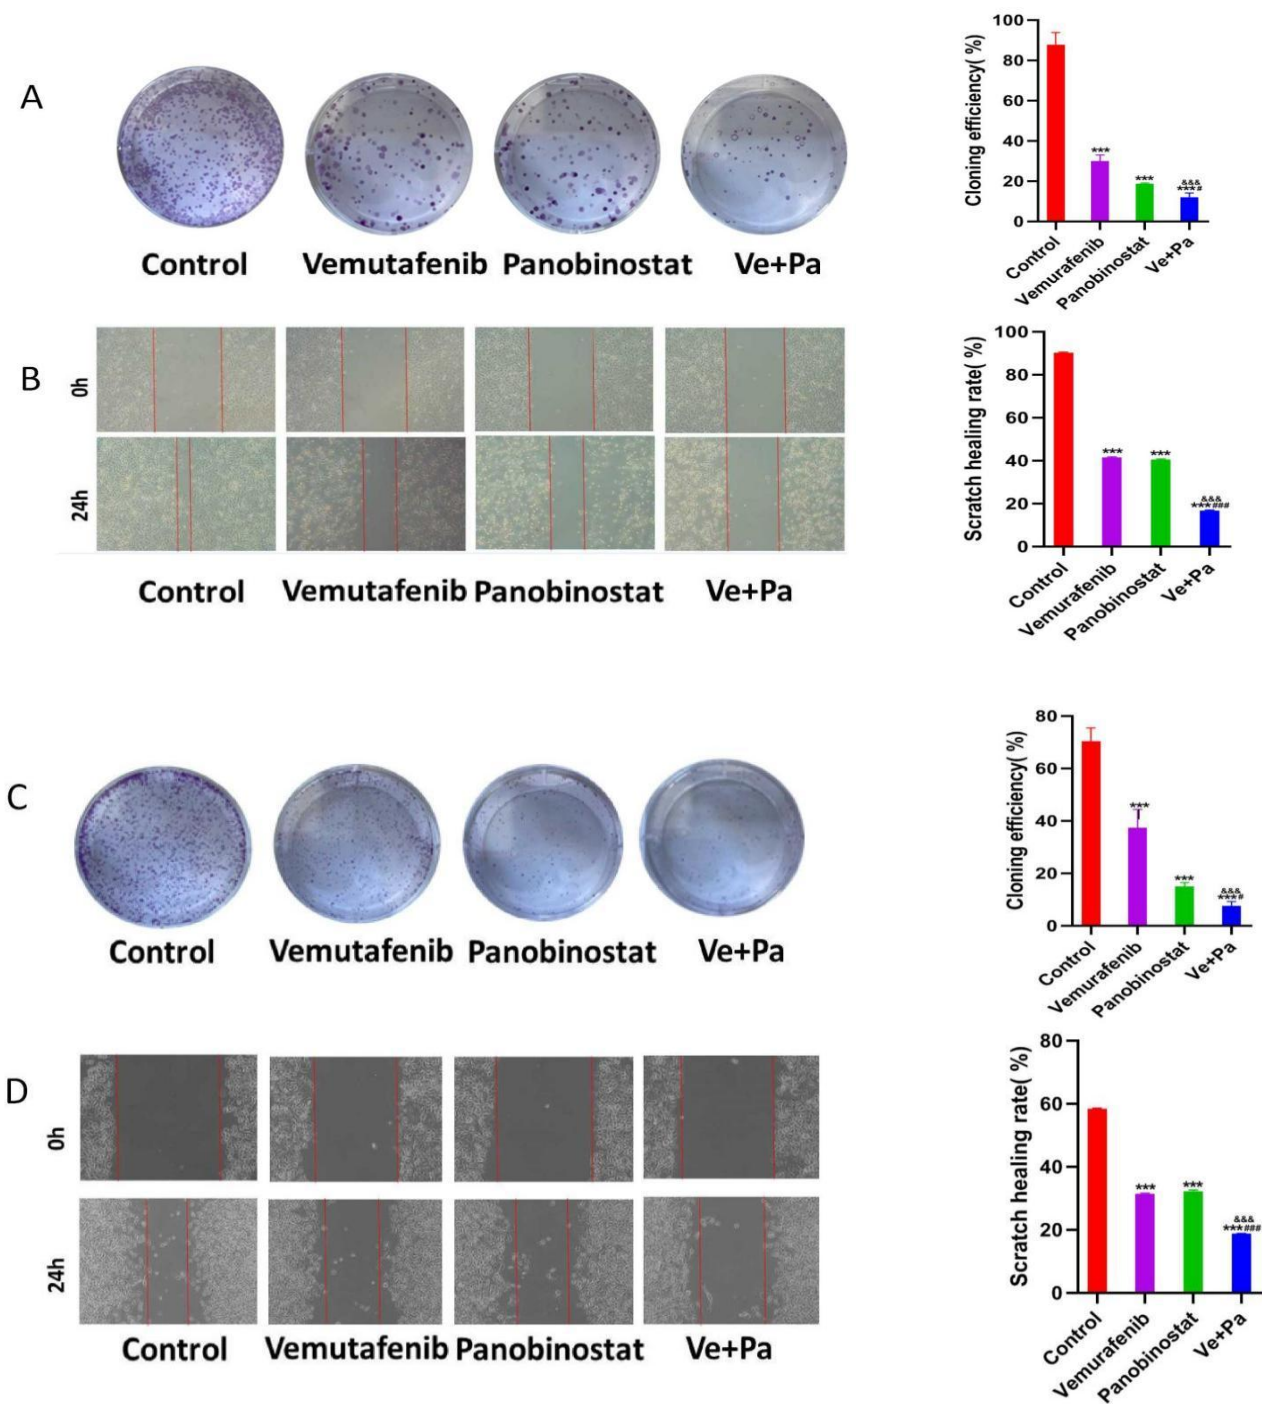 A
Control
Vemutafenib
Panobinostat
Ve+Pa
Cloning efficiency( %)
100
80
60
40
20
0
***
***
&&&
***#
Control
Vemurafenib
Panobinostat
Ve+Pa
B
0h
24h
Control
Vemutafenib
Panobinostat
Ve+Pa
Scratch healing rate( %)
100
80
60
40
20
0
***
***
&&&
***###
Control
Vemurafenib
Panobinostat
Ve+Pa
C
Control
Vemutafenib
Panobinostat
Ve+Pa
Cloning efficiency( %)
80
60
40
20
0
***
***
&&&
***#
Control
Vemurafenib
Panobinostat
Ve+Pa
D
0h
24h
Control
Vemutafenib
Panobinostat
Ve+Pa
Scratch healing rate( %)
80
60
40
20
0
***
***
&&&
***###
Control
Vemurafenib
Panobinostat
Ve+Pa